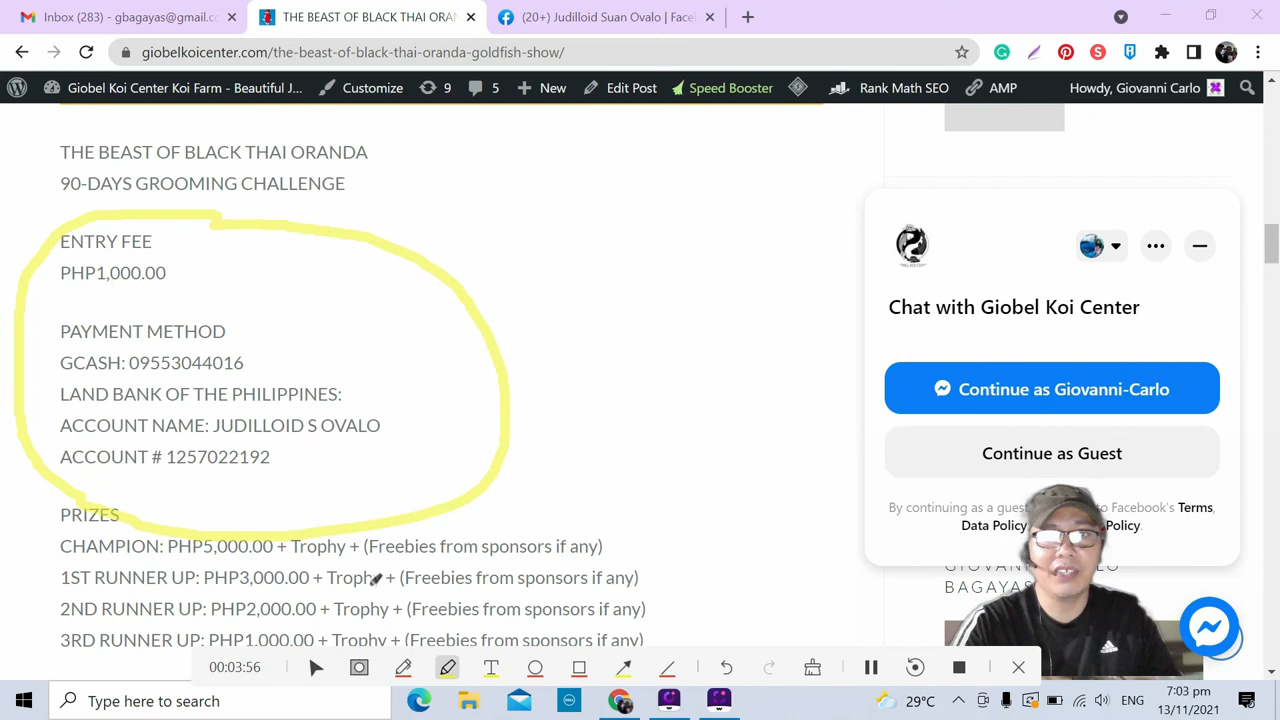 Inbox (283) - gbagayas@gmail.c
THE BEAST OF BLACK THAI ORAN
(20+) Judilloid Suan Ovalo | Face
giobelkoicenter.com/the-beast-of-black-thai-oranda-goldfish-show/
Giobel Koi Center Koi Farm - Beautiful J... Customize 9 5 New Edit Post Speed Booster Rank Math SEO AMP Howdy, Giovanni Carlo
THE BEAST OF BLACK THAI ORANDA
90-DAYS GROOMING CHALLENGE
ENTRY FEE
PHP1,000.00
PAYMENT METHOD
GCASH: 09553044016
LAND BANK OF THE PHILIPPINES:
ACCOUNT NAME: JUDILLOID S OVALO
ACCOUNT # 1257022192
PRIZES
CHAMPION: PHP5,000.00 + Trophy + (Freebies from sponsors if any)
1ST RUNNER UP: PHP3,000.00 + Trophy + (Freebies from sponsors if any)
2ND RUNNER UP: PHP2,000.00 + Trophy + (Freebies from sponsors if any)
3RD RUNNER UP: PHP1,000.00 + Trophy + (Freebies from sponsors if any)
Chat with Giobel Koi Center
Continue as Giovanni-Carlo
Continue as Guest
By continuing as a gues to Facebook's Terms,
Data Policy Policy.
BAGAYAS
00:03:56
Type here to search
29°C
ENG
7:03 pm
13/11/2021